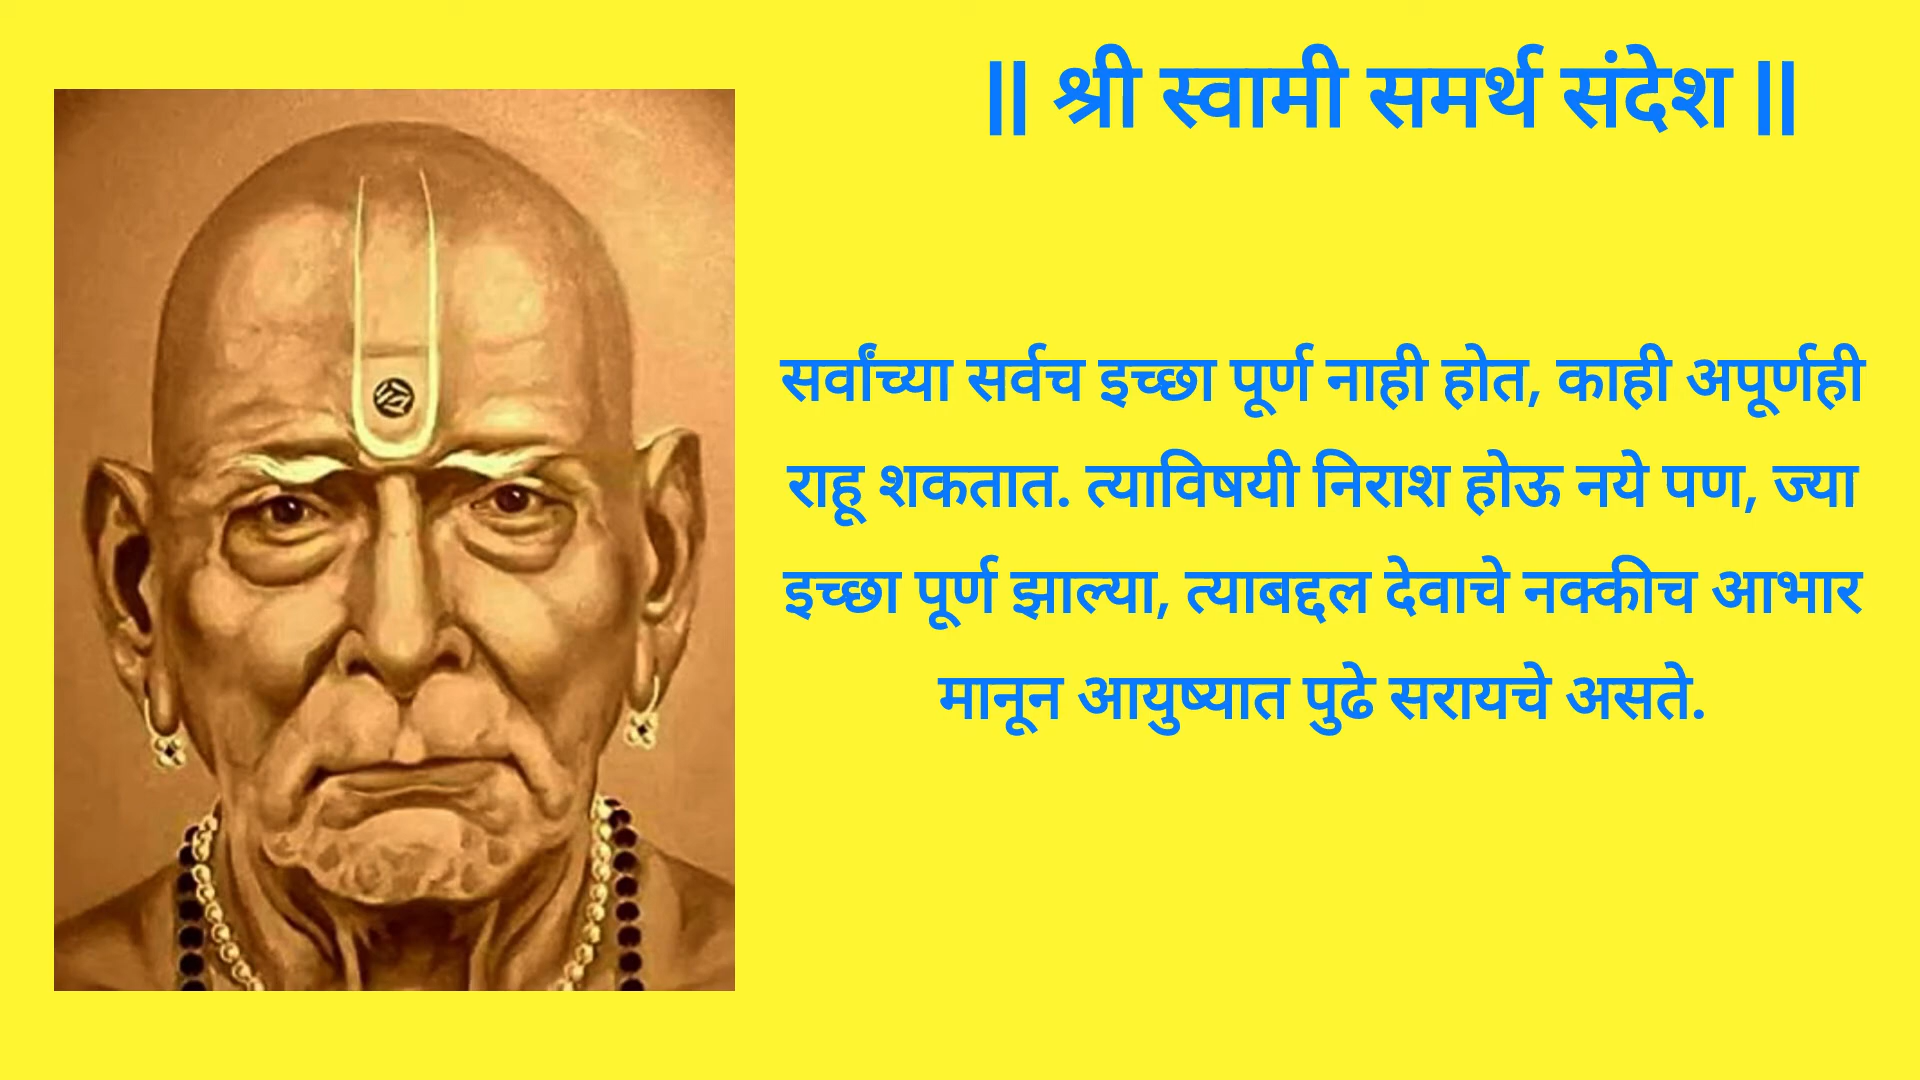 || श्री स्वामी समर्थ संदेश ||
सर्वांच्या सर्वच इच्छा पूर्ण नाही होत, काही अपूर्णही
राहू शकतात. त्याविषयी निराश होऊ नये पण, ज्या
इच्छा पूर्ण झाल्या, त्याबद्दल देवाचे नक्कीच आभार
मानून आयुष्यात पुढे सरायचे असते.